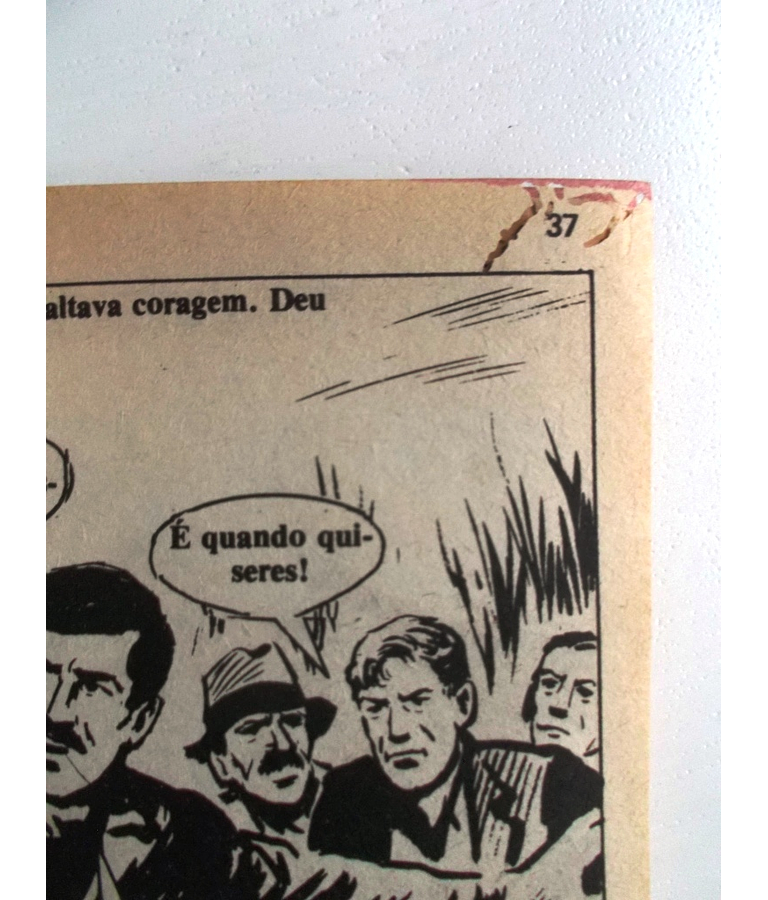 37
altava coragem. Deu
É quando qui-
seres!